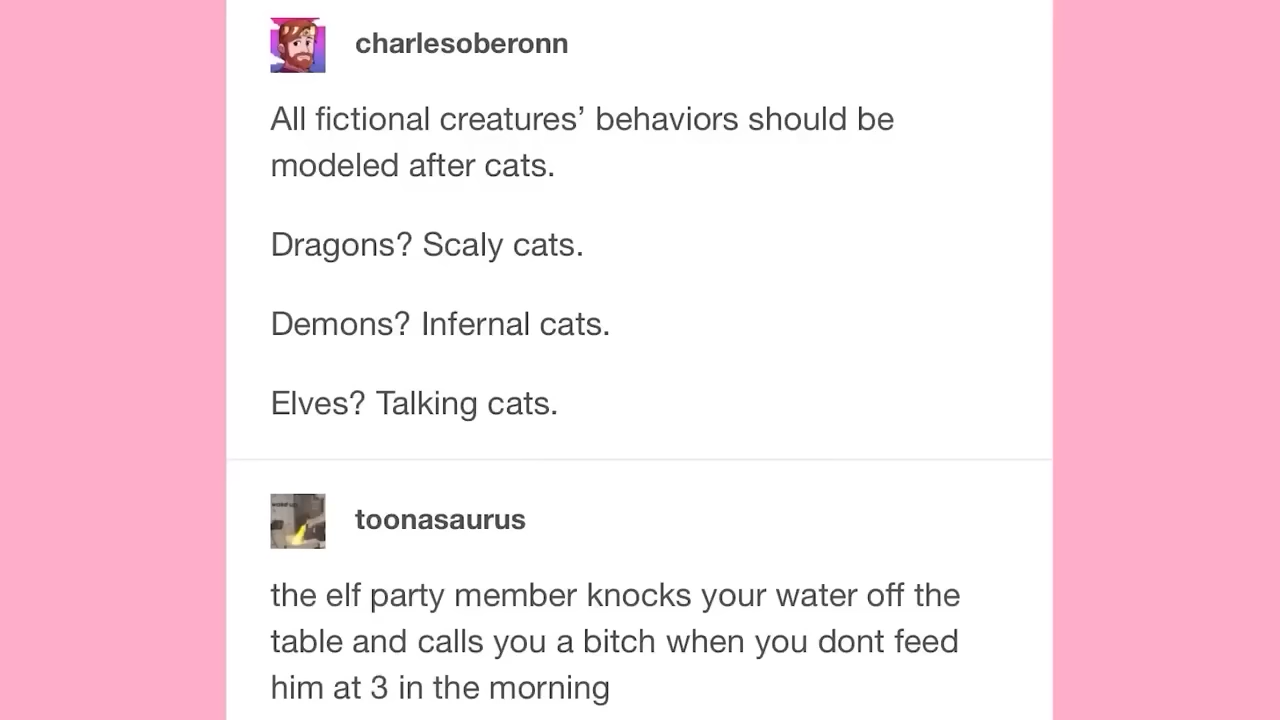 charlesoberonn
All fictional creatures’ behaviors should be
modeled after cats.
Dragons? Scaly cats.
Demons? Infernal cats.
Elves? Talking cats.
toonasaurus
the elf party member knocks your water off the
table and calls you a bitch when you dont feed
him at 3 in the morning